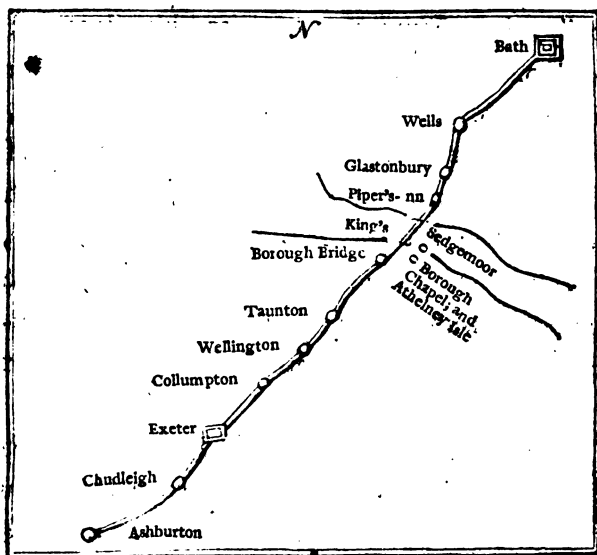 N
Bath
Wells
Glastonbury
Piper's-nn
King's
Sedgemoor
Borough Bridge
Borough
Chapel; and
Athelney Isle
Taunton
Wellington
Collumpton
Exeter
Chudleigh
Ashburton